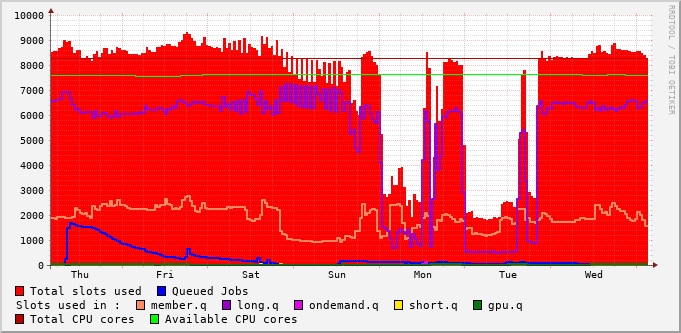 10000
9000
8000
7000
6000
5000
4000
3000
2000
1000
0
Thu Fri Sat Sun Mon Tue Wed
RRDTOOL / TOBI OETIKER
Total slots used Queued Jobs
Slots used in : member.q long.q ondemand.q short.q gpu.q
Total CPU cores Available CPU cores